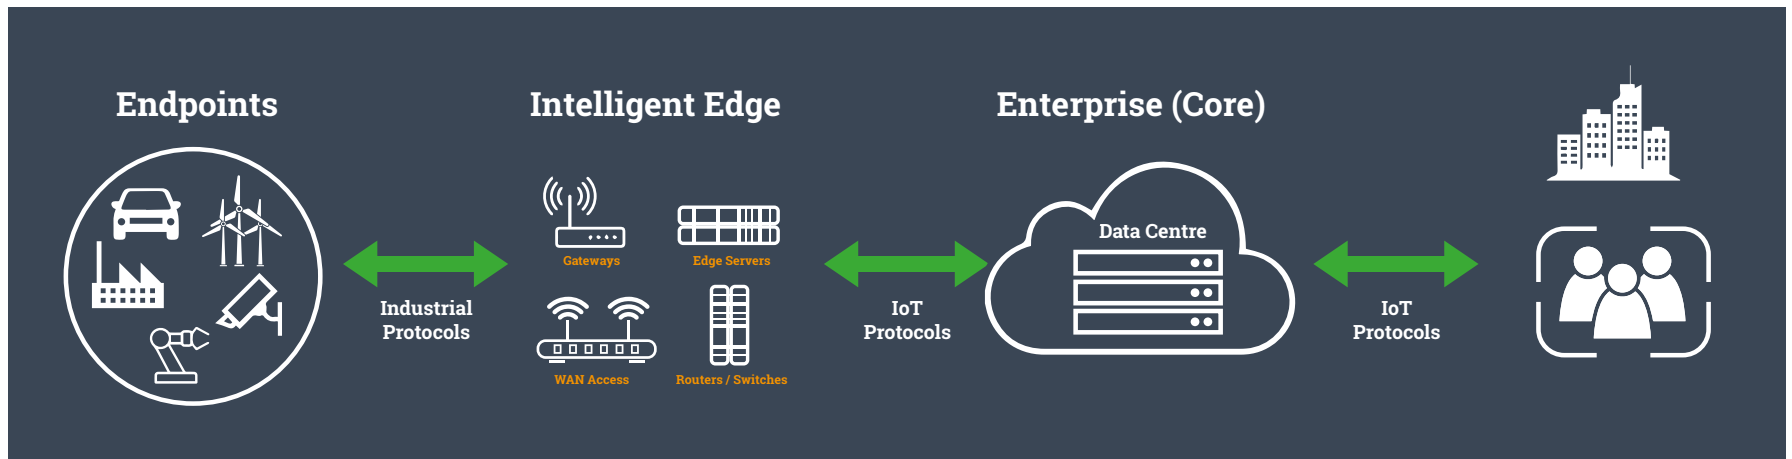 Endpoints
Intelligent Edge
Enterprise (Core)
Data Centre
Gateways
Edge Servers
Industrial
Protocols
IoT
Protocols
IoT
Protocols
WAN Access
Routers / Switches